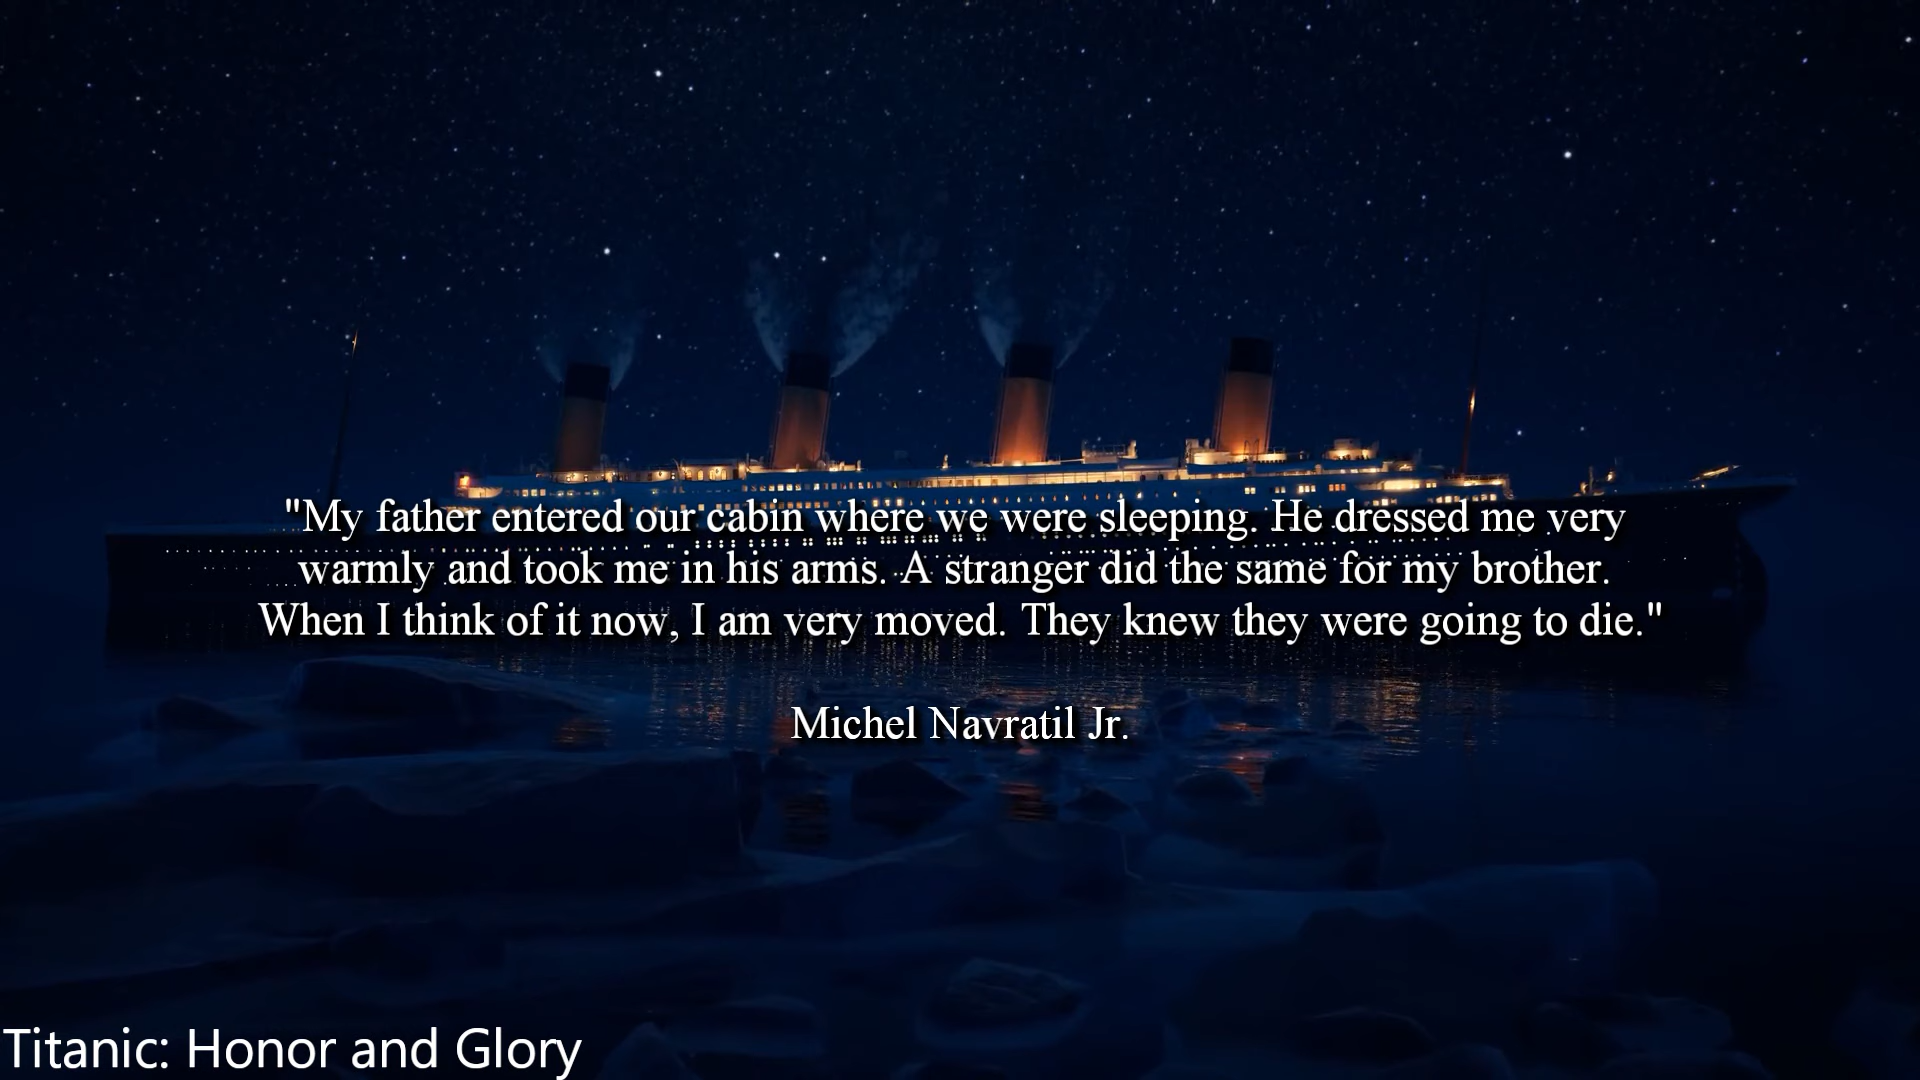 "My father entered our cabin where we were sleeping. He dressed me very
warmly and took me in his arms. A stranger did the same for my brother.
When I think of it now, I am very moved. They knew they were going to die."
Michel Navratil Jr.
Titanic: Honor and Glory